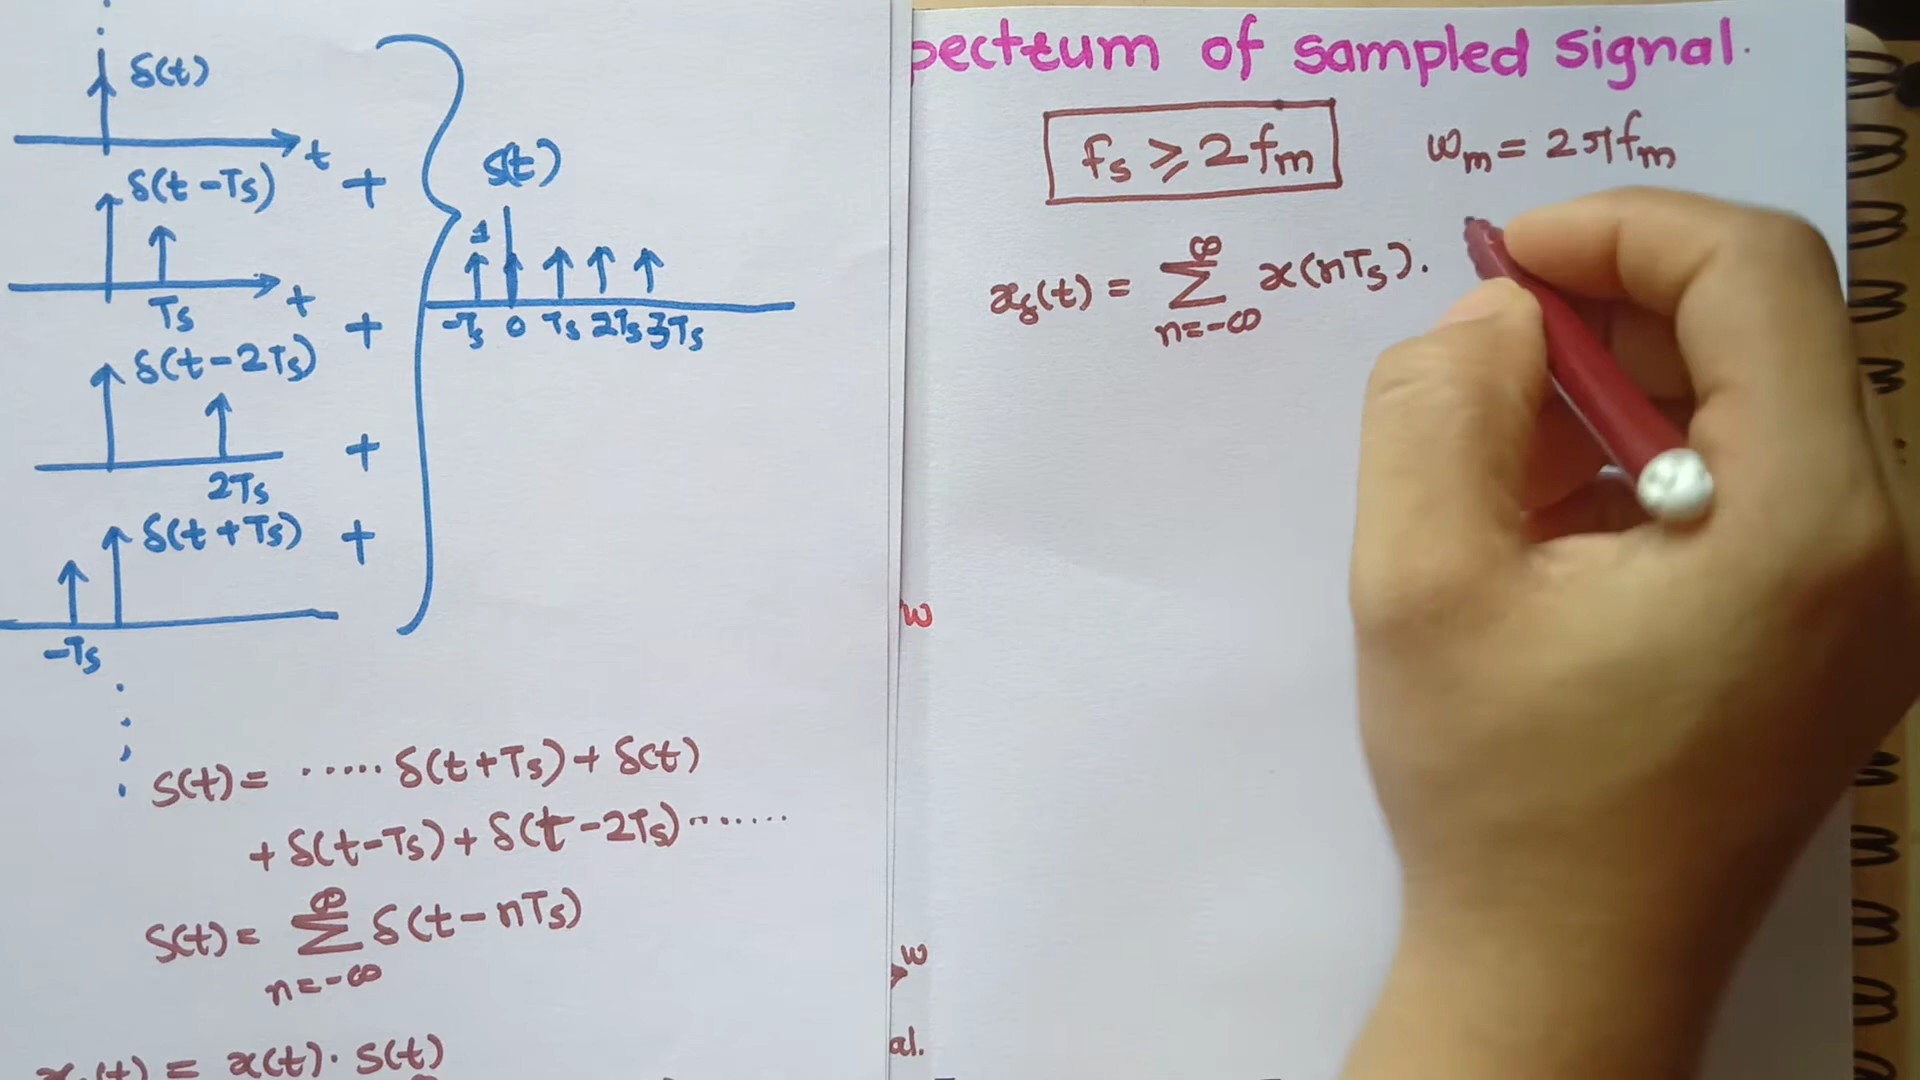 δ(t)
t
δ(t-Ts) +
Ts t
+
δ(t-2Ts)
+
2Ts
δ(t+Ts) +
-Ts
S(t)
1
-Ts 0 Ts 2Ts 3Ts
S(t) = ..... δ(t+Ts) + δ(t)
+ δ(t-Ts) + δ(t-2Ts) ......
S(t) = ∞∑n=-∞ δ(t-nTs)
= x(t) · S(t)
pectrum of sampled signal.
fs ≥ 2fm
ωm = 2πfm
xδ(t) = ∞∑n=-∞ x(nTs).
w
w
al.